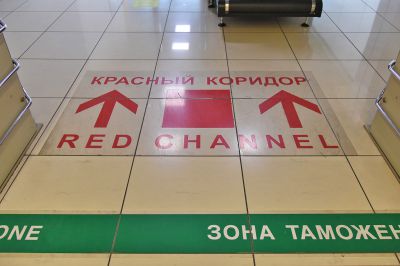 КРАСНЫЙ КОРИДОР
RED CHANNEL
ONE ЗОНА ТАМОЖЕН